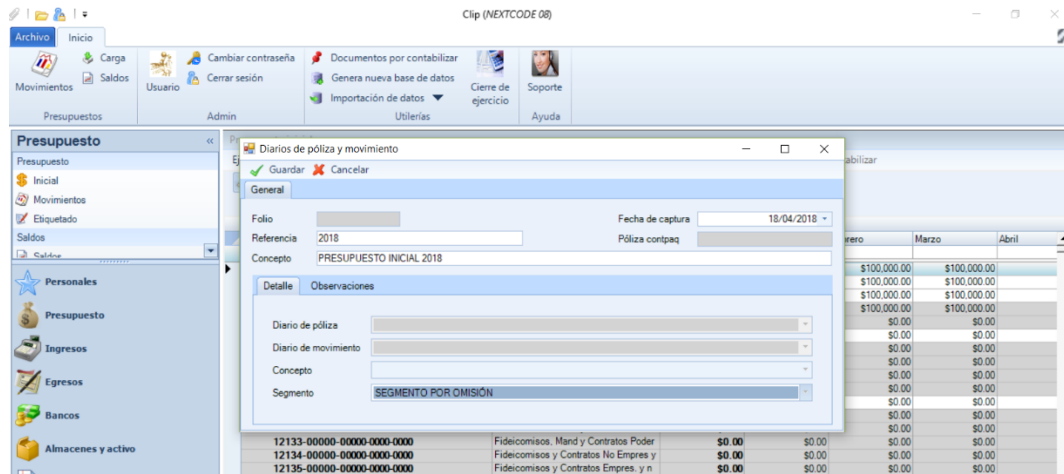 Clip (NEXTCODE 08)
Archivo Inicio
Carga Cambiar contraseña Documentos por contabilizar
Saldos Cerrar sesión Genera nueva base de datos
Movimientos Usuario Importación de datos Cierre de ejercicio Soporte
Presupuestos Admin Utilerías Ayuda
Presupuesto «
Presupuesto
Inicial
Movimientos
Etiquetado
Saldos
Saldos
Personales
Presupuesto
Ingresos
Egresos
Bancos
Almacenes y activo
Diarios de póliza y movimiento
Guardar Cancelar
General
Folio Fecha de captura 18/04/2018
Referencia 2018 Póliza contpaq
Concepto PRESUPUESTO INICIAL 2018
Detalle Observaciones
Diario de póliza
Diario de movimiento
Concepto
Segmento SEGMENTO POR OMISIÓN
abilizar
rero Marzo Abril
$100,000.00 $100,000.00
$100,000.00 $100,000.00
$100,000.00 $100,000.00
$100,000.00 $100,000.00
$0.00 $0.00
$0.00 $0.00
$0.00 $0.00
$0.00 $0.00
$0.00 $0.00
$0.00 $0.00
$0.00 $0.00
$0.00 $0.00
$0.00 $0.00
12133-00000-00000-0000-0000 Fideicomisos, Mand y Contratos Poder $0.00 $0.00 $0.00 $0.00
12134-00000-00000-0000-0000 Fideicomisos y Contratos No Empres y $0.00 $0.00 $0.00 $0.00
12135-00000-00000-0000-0000 Fideicomisos y Contratos Empres. y n $0.00 $0.00 $0.00 $0.00